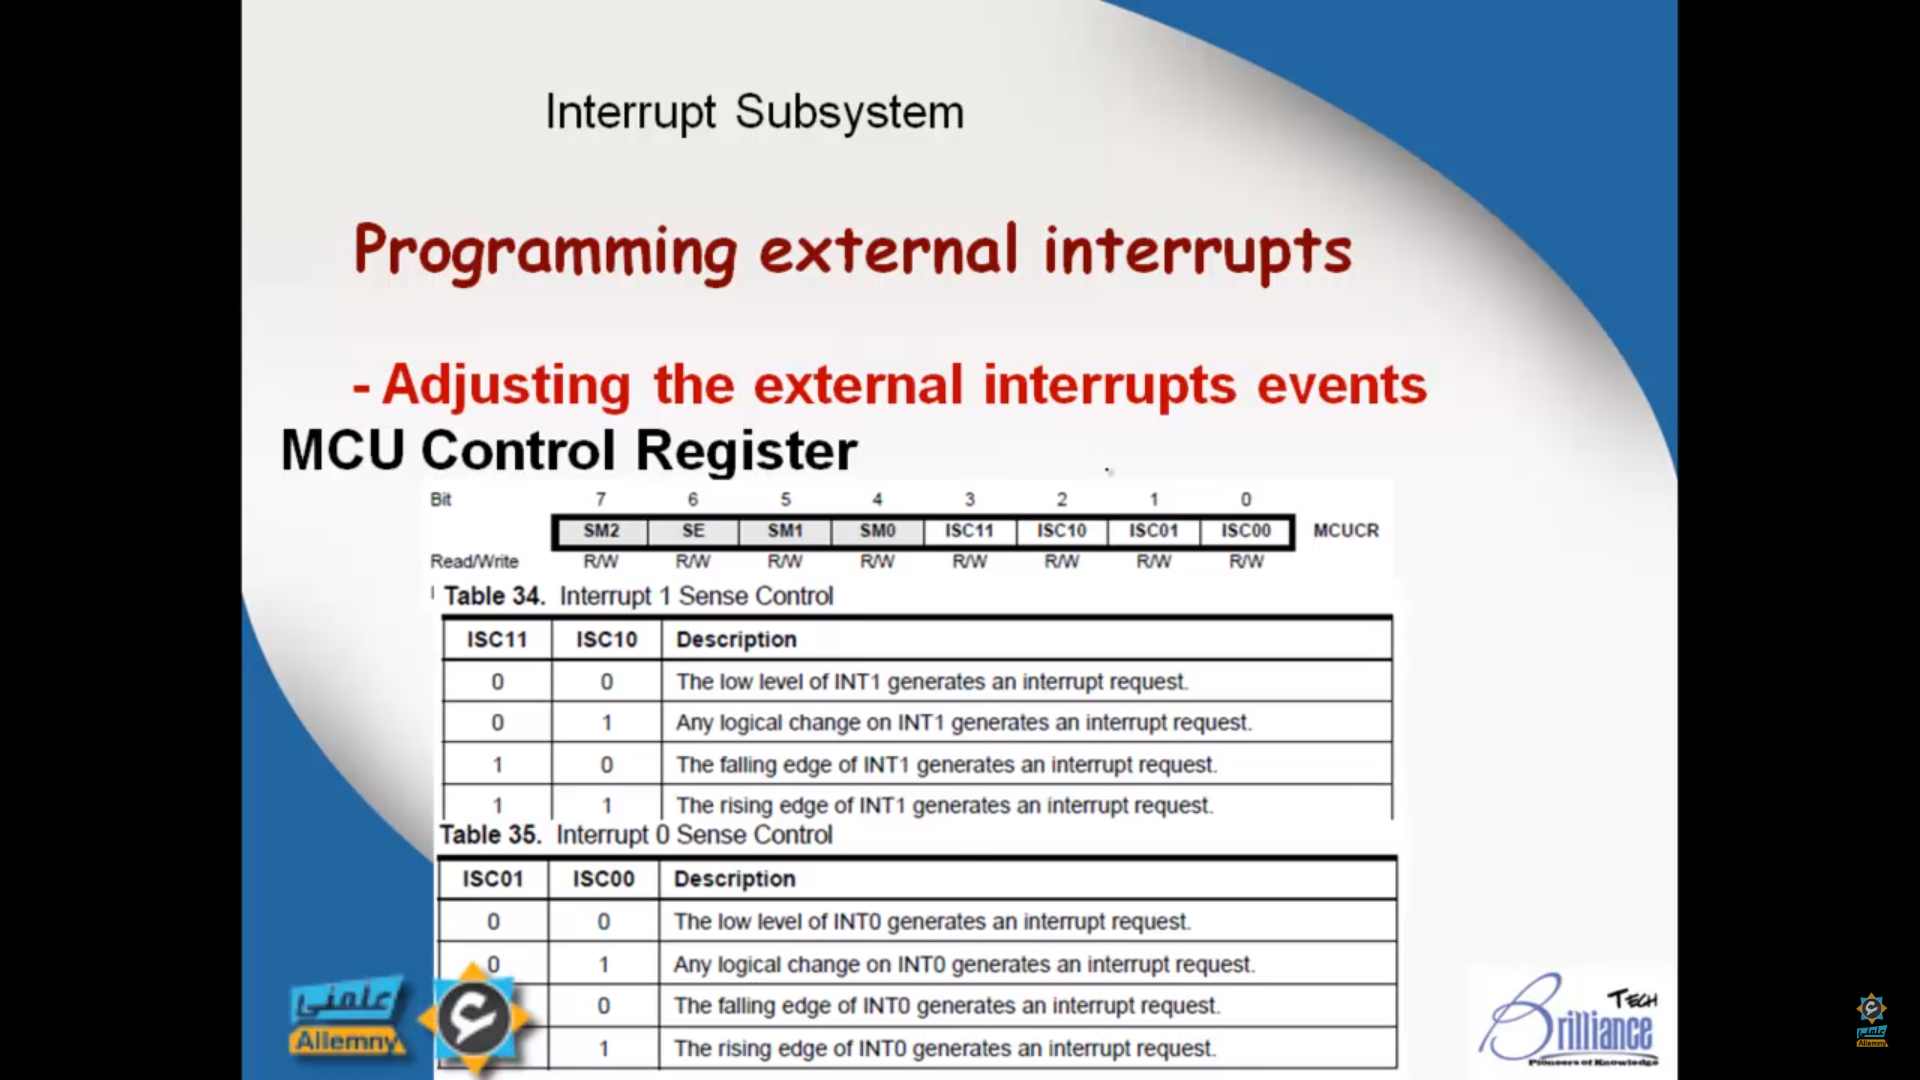 Interrupt Subsystem
Programming external interrupts
- Adjusting the external interrupts events
MCU Control Register
Bit 7 6 5 4 3 2 1 0
SM2 SE SM1 SM0 ISC11 ISC10 ISC01 ISC00 MCUCR
Read/Write R/W R/W R/W R/W R/W R/W R/W R/W
Table 34. Interrupt 1 Sense Control
ISC11 ISC10 Description
0 0 The low level of INT1 generates an interrupt request.
0 1 Any logical change on INT1 generates an interrupt request.
1 0 The falling edge of INT1 generates an interrupt request.
1 1 The rising edge of INT1 generates an interrupt request.
Table 35. Interrupt 0 Sense Control
ISC01 ISC00 Description
0 0 The low level of INT0 generates an interrupt request.
0 1 Any logical change on INT0 generates an interrupt request.
0 The falling edge of INT0 generates an interrupt request.
1 The rising edge of INT0 generates an interrupt request.
علمني
Allemny
Brilliance TECH
Pioneers of Knowledge
علمني
Allemny